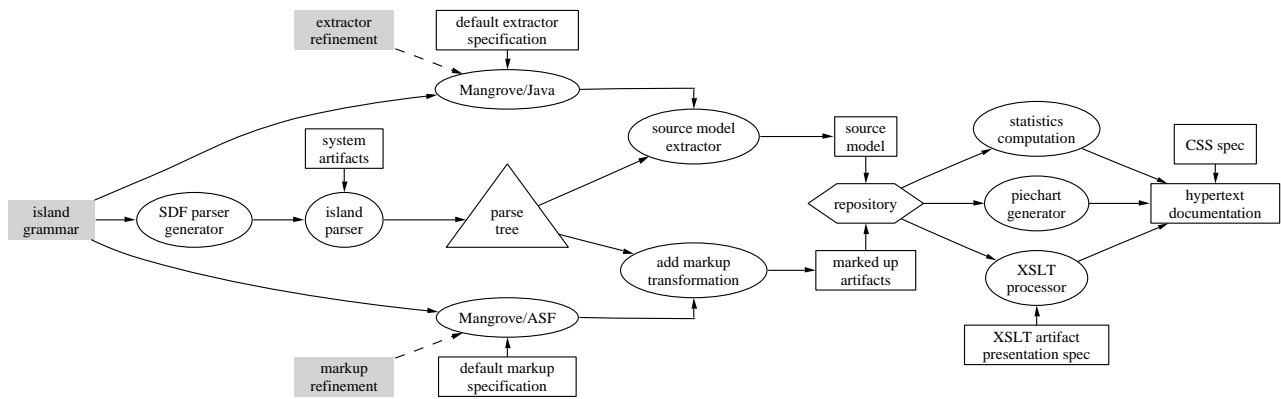 extractor
refinement
default extractor
specification
Mangrove/Java
system
artifacts
source model
extractor
source
model
statistics
computation
CSS spec
island
grammar
SDF parser
generator
island
parser
parse
tree
repository
piechart
generator
hypertext
documentation
add markup
transformation
marked up
artifacts
XSLT
processor
Mangrove/ASF
XSLT artifact
presentation spec
markup
refinement
default markup
specification